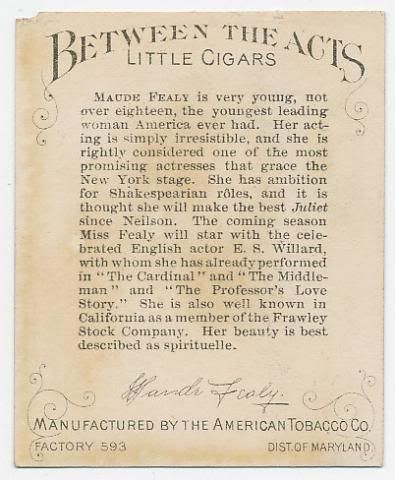 BETWEEN THE ACTS
LITTLE CIGARS
MAUDE FEALY is very young, not
over eighteen, the youngest leading
woman America ever had. Her act-
ing is simply irresistible, and she is
rightly considered one of the most
promising actresses that grace the
New York stage. She has ambition
for Shakespearian rôles, and it is
thought she will make the best Juliet
since Neilson. The coming season
Miss Fealy will star with the cele-
brated English actor E. S. Willard,
with whom she has already performed
in "The Cardinal" and "The Middle-
man" and "The Professor's Love
Story." She is also well known in
California as a member of the Frawley
Stock Company. Her beauty is best
described as spirituelle.
Maude Fealy.
MANUFACTURED BY THE AMERICAN TOBACCO CO.
FACTORY 593 DIST. OF MARYLAND.